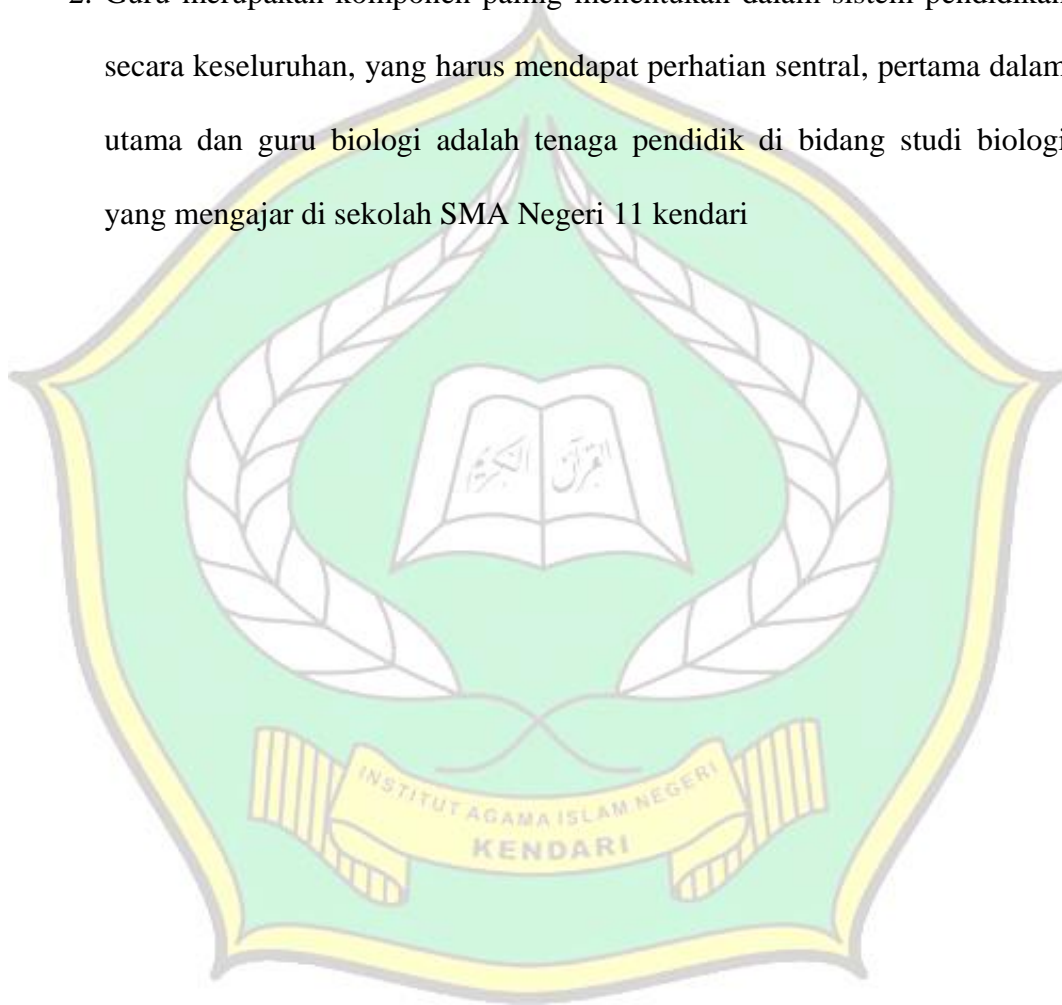 2. Guru merupakan komponen paling menentukan dalam sistem pendidikan
secara keseluruhan, yang harus mendapat perhatian sentral, pertama dalam
utama dan guru biologi adalah tenaga pendidik di bidang studi biologi
yang mengajar di sekolah SMA Negeri 11 kendari
القرآن الكريم
INSTITUT AGAMA ISLAM NEGERI
KENDARI